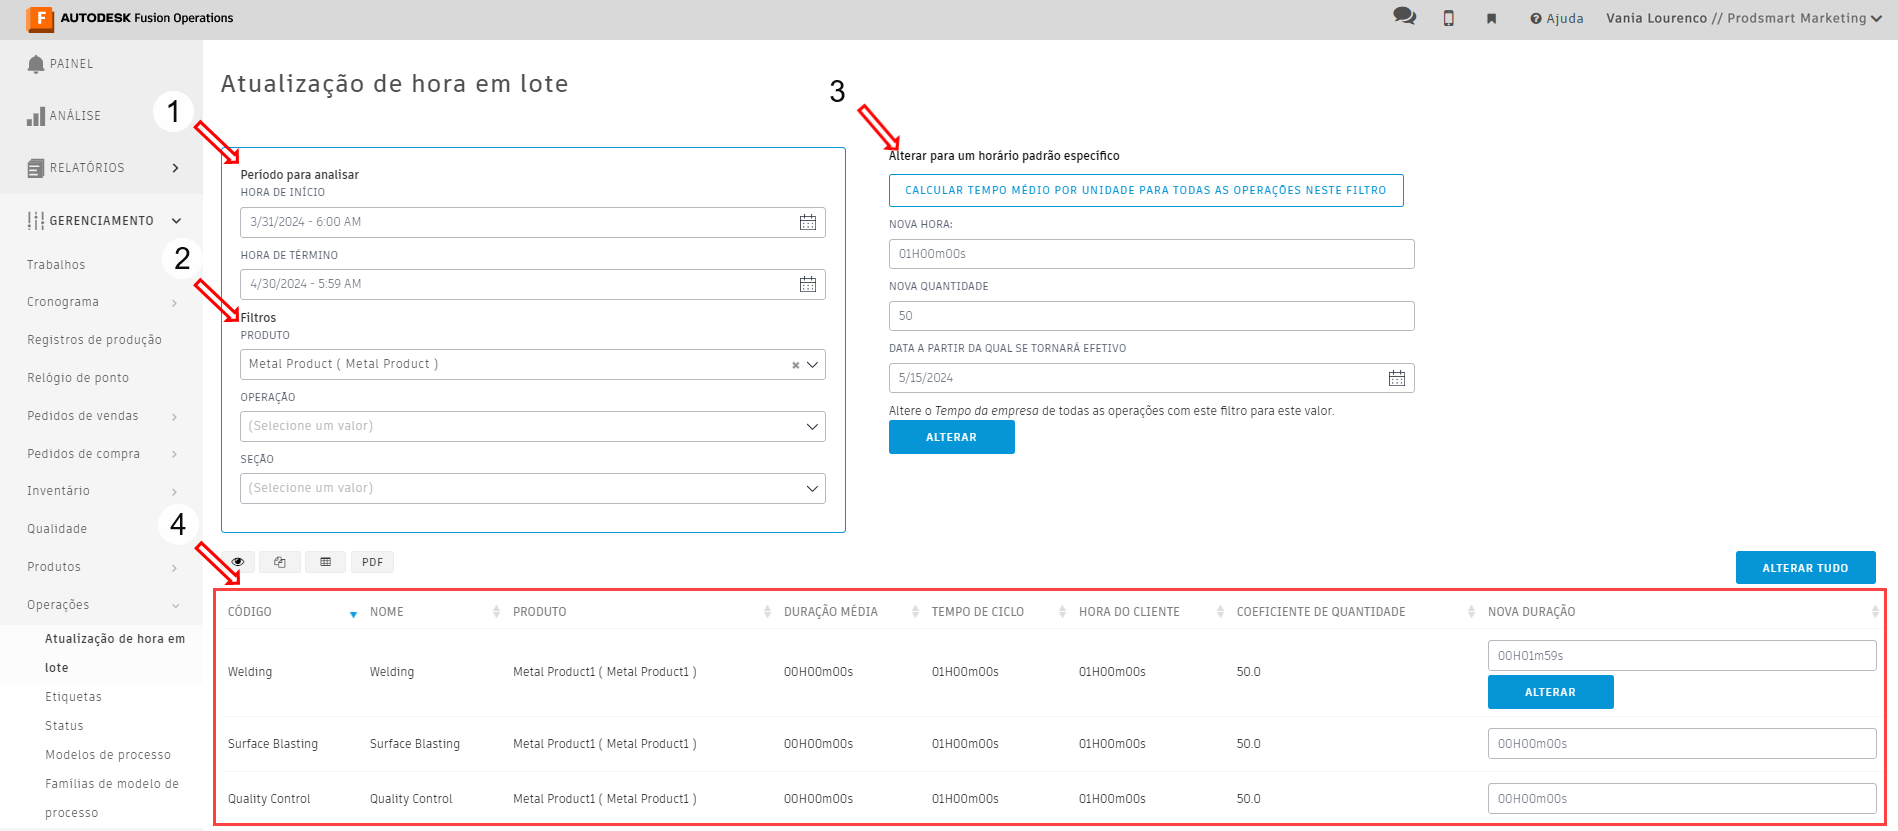 F AUTODESK Fusion Operations
Ajuda
Vania Lourenco // Prodsmart Marketing
PAINEL
ANÁLISE
RELATÓRIOS
GERENCIAMENTO
Trabalhos
Cronograma
Registros de produção
Relógio de ponto
Pedidos de vendas
Pedidos de compra
Inventário
Qualidade
Produtos
Operações
Atualização de hora em
lote
Etiquetas
Status
Modelos de processo
Famílias de modelo de
processo
Atualização de hora em lote
1
Período para analisar
HORA DE INÍCIO
3/31/2024 - 6:00 AM
HORA DE TÉRMINO
4/30/2024 - 5:59 AM
2
Filtros
PRODUTO
Metal Product ( Metal Product )
OPERAÇÃO
(Selecione um valor)
SEÇÃO
(Selecione um valor)
3
Alterar para um horário padrão específico
CALCULAR TEMPO MÉDIO POR UNIDADE PARA TODAS AS OPERAÇÕES NESTE FILTRO
NOVA HORA:
01H00m00s
NOVA QUANTIDADE
50
DATA A PARTIR DA QUAL SE TORNARÁ EFETIVO
5/15/2024
Altere o Tempo da empresa de todas as operações com este filtro para este valor.
ALTERAR
4
PDF
ALTERAR TUDO
CÓDIGO NOME PRODUTO DURAÇÃO MÉDIA TEMPO DE CICLO HORA DO CLIENTE COEFICIENTE DE QUANTIDADE NOVA DURAÇÃO
Welding Welding Metal Product1 ( Metal Product1 ) 00H00m00s 01H00m00s 01H00m00s 50.0 00H01m59s
ALTERAR
Surface Blasting Surface Blasting Metal Product1 ( Metal Product1 ) 00H00m00s 01H00m00s 01H00m00s 50.0 00H00m00s
Quality Control Quality Control Metal Product1 ( Metal Product1 ) 00H00m00s 01H00m00s 01H00m00s 50.0 00H00m00s